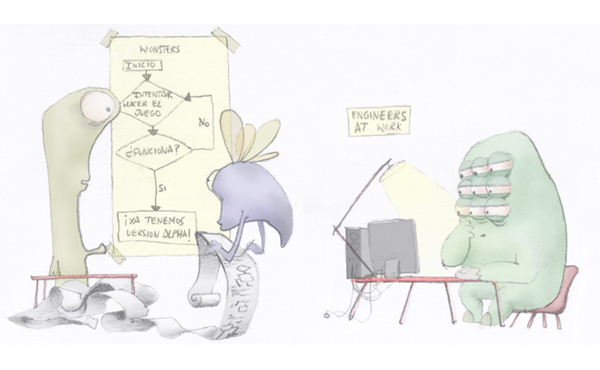 WONSTERS
INICIO
INTENTAR
HACER EL
JUEGO
NO
¿FUNCIONA?
SI
¡YA TENEMOS
VERSION ALPHA!
ENGINEERS
AT WORK